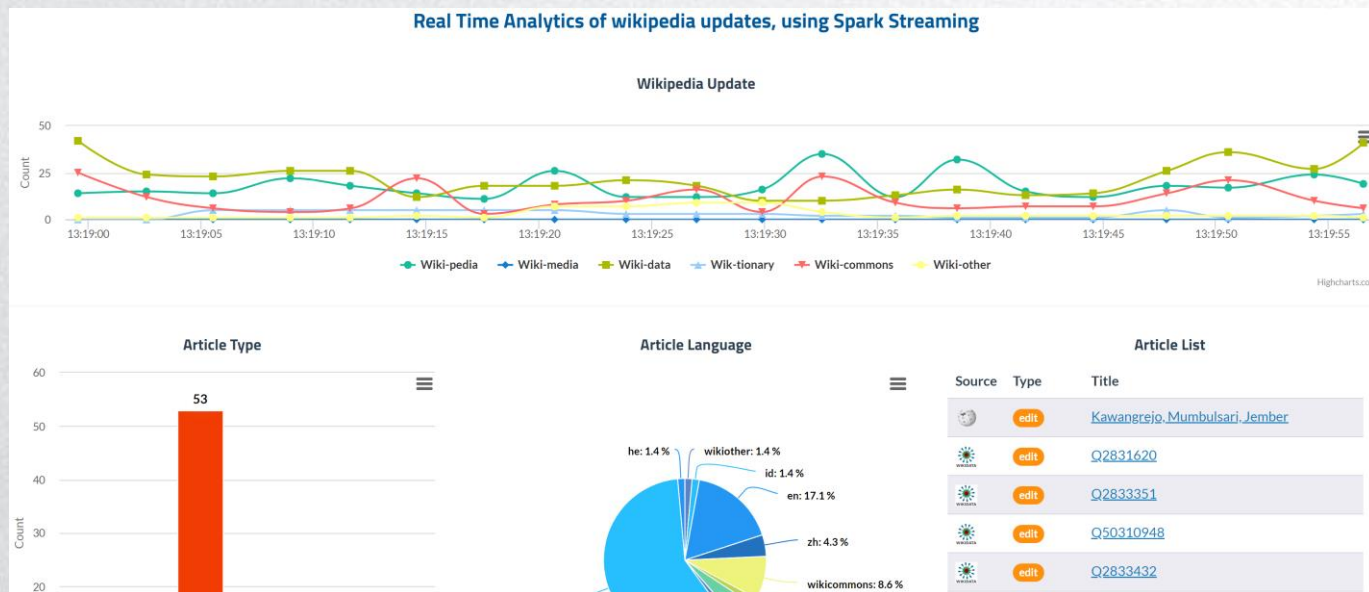 Real Time Analytics of wikipedia updates, using Spark Streaming
Wikipedia Update
50
25
0
Count
13:19:00 13:19:05 13:19:10 13:19:15 13:19:20 13:19:25 13:19:30 13:19:35 13:19:40 13:19:45 13:19:50 13:19:55
Wiki-pedia Wiki-media Wiki-data Wik-tionary Wiki-commons Wiki-other
Highcharts.co
Article Type
60
50
40
30
20
Count
53
Article Language
he: 1.4 %
wikiother: 1.4 %
id: 1.4 %
en: 17.1 %
zh: 4.3 %
wikicommons: 8.6 %
Article List
Source Type Title
edit Kawangrejo, Mumbulsari, Jember
edit Q2831620
edit Q2833351
edit Q50310948
edit Q2833432